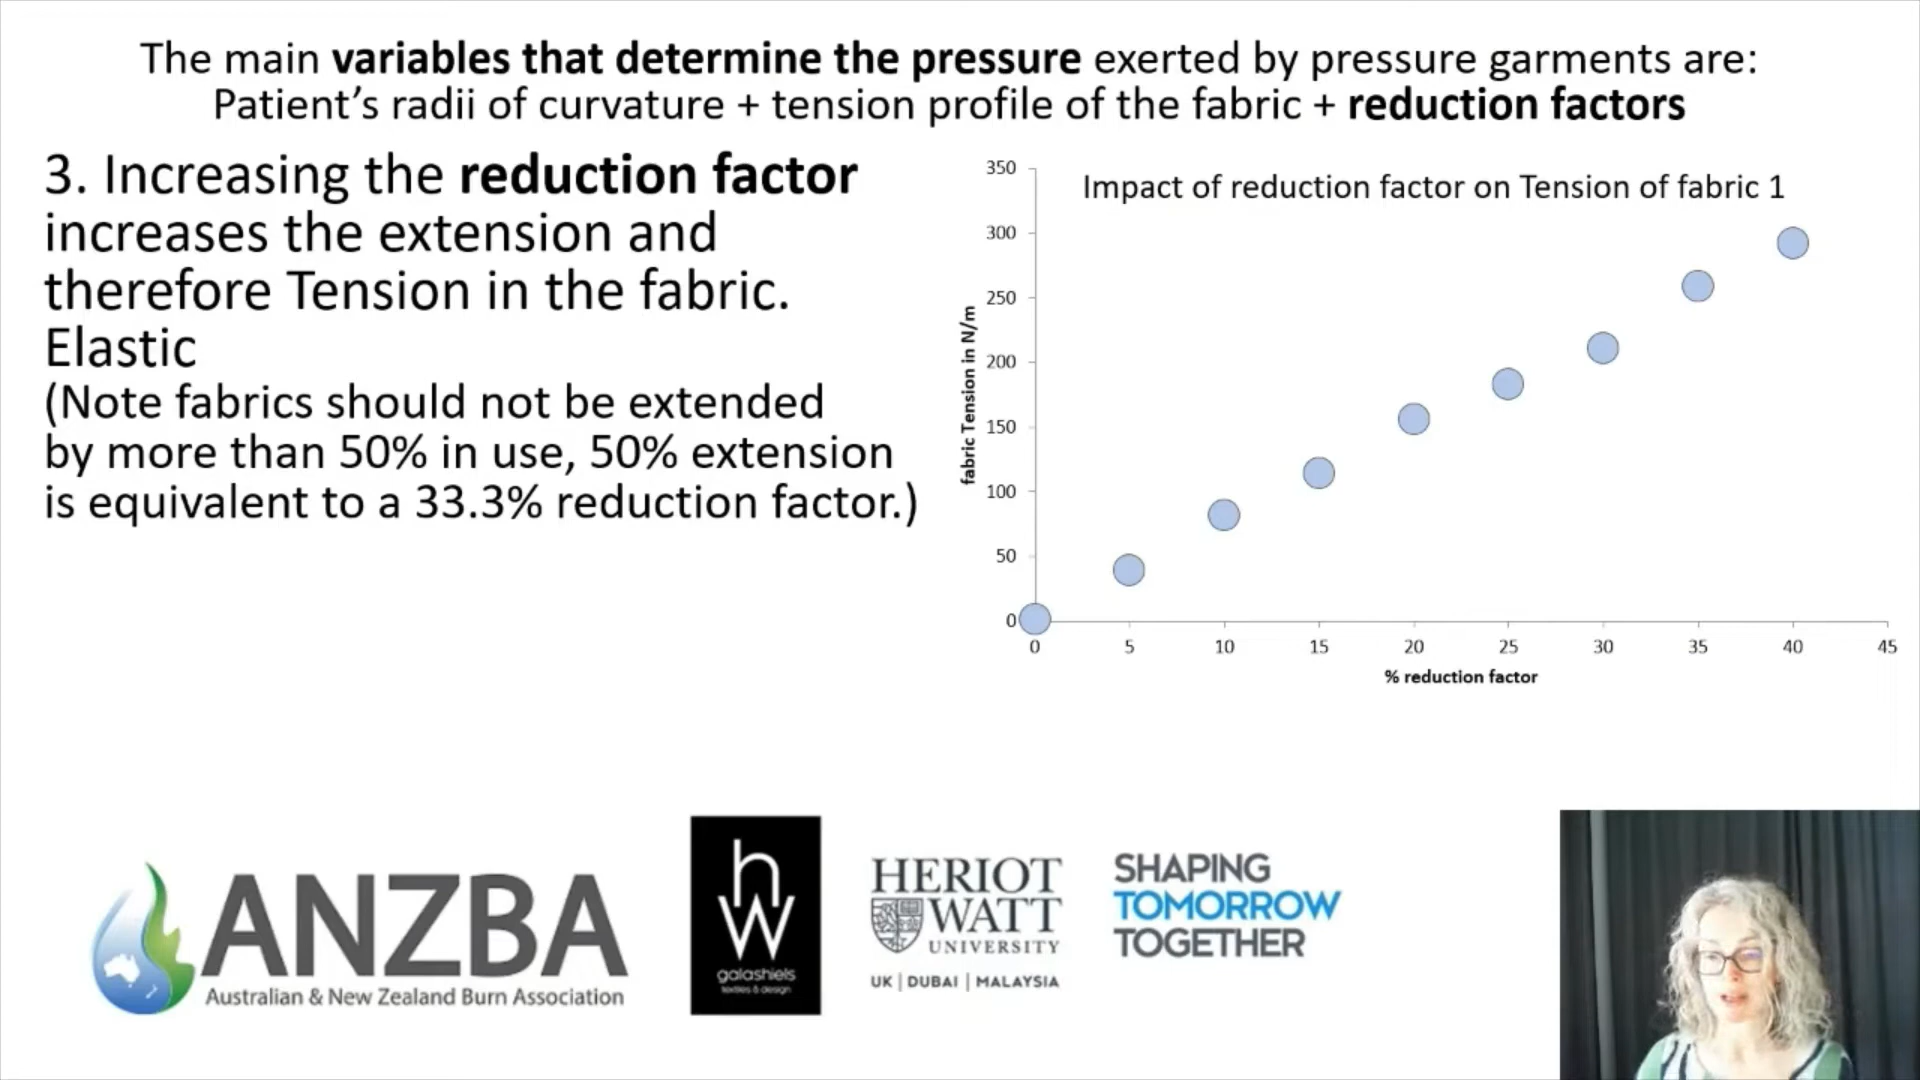 The main variables that determine the pressure exerted by pressure garments are:
Patient’s radii of curvature + tension profile of the fabric + reduction factors
3. Increasing the reduction factor
increases the extension and
therefore Tension in the fabric.
Elastic
(Note fabrics should not be extended
by more than 50% in use, 50% extension
is equivalent to a 33.3% reduction factor.)
Impact of reduction factor on Tension of fabric 1
fabric Tension in N/m
350
300
250
200
150
100
50
0
0 5 10 15 20 25 30 35 40 45
% reduction factor
ANZBA
Australian & New Zealand Burn Association
hw
galashiels
textiles & design
HERIOT
WATT
UNIVERSITY
UK | DUBAI | MALAYSIA
SHAPING
TOMORROW
TOGETHER